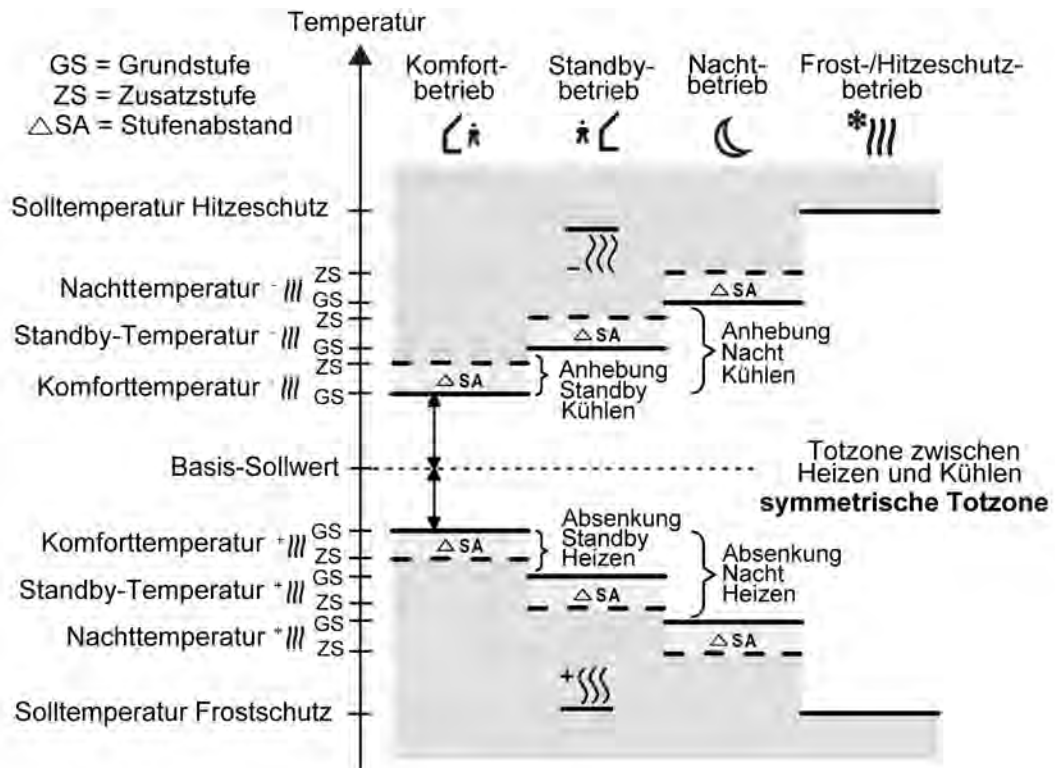 Temperatur
GS = Grundstufe
ZS = Zusatzstufe
△SA = Stufenabstand
Komfort-
betrieb
Standby-
betrieb
Nacht-
betrieb
Frost-/Hitzeschutz-
betrieb
Solltemperatur Hitzeschutz
Nachttemperatur -
ZS
GS
△SA
Standby-Temperatur -
ZS
GS
△SA
Komforttemperatur -
ZS
GS
△SA
Anhebung
Standby
Kühlen
Anhebung
Nacht
Kühlen
Basis-Sollwert
Totzone zwischen
Heizen und Kühlen
symmetrische Totzone
Komforttemperatur +
GS
ZS
△SA
Absenkung
Standby
Heizen
Absenkung
Nacht
Heizen
Standby-Temperatur +
GS
ZS
△SA
Nachttemperatur +
GS
ZS
△SA
Solltemperatur Frostschutz